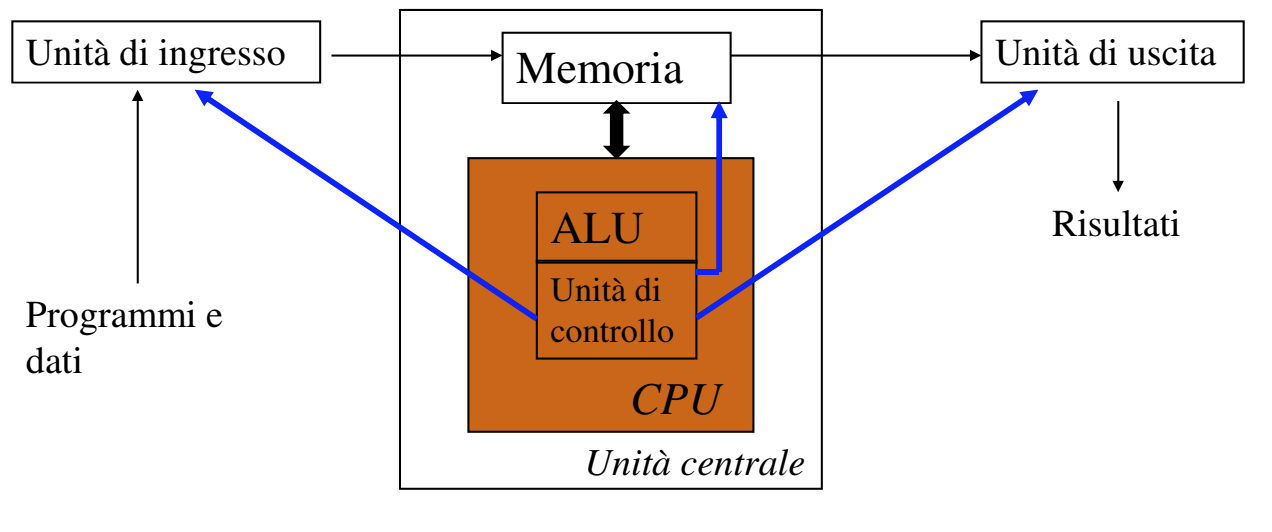 Unità di ingresso
Memoria
Unità di uscita
ALU
Risultati
Unità di
controllo
Programmi e
dati
CPU
Unità centrale